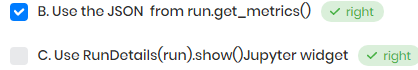 B. Use the JSON from run.get_metrics() ✓ right
C. Use RunDetails(run).show()Jupyter widget ✓ right